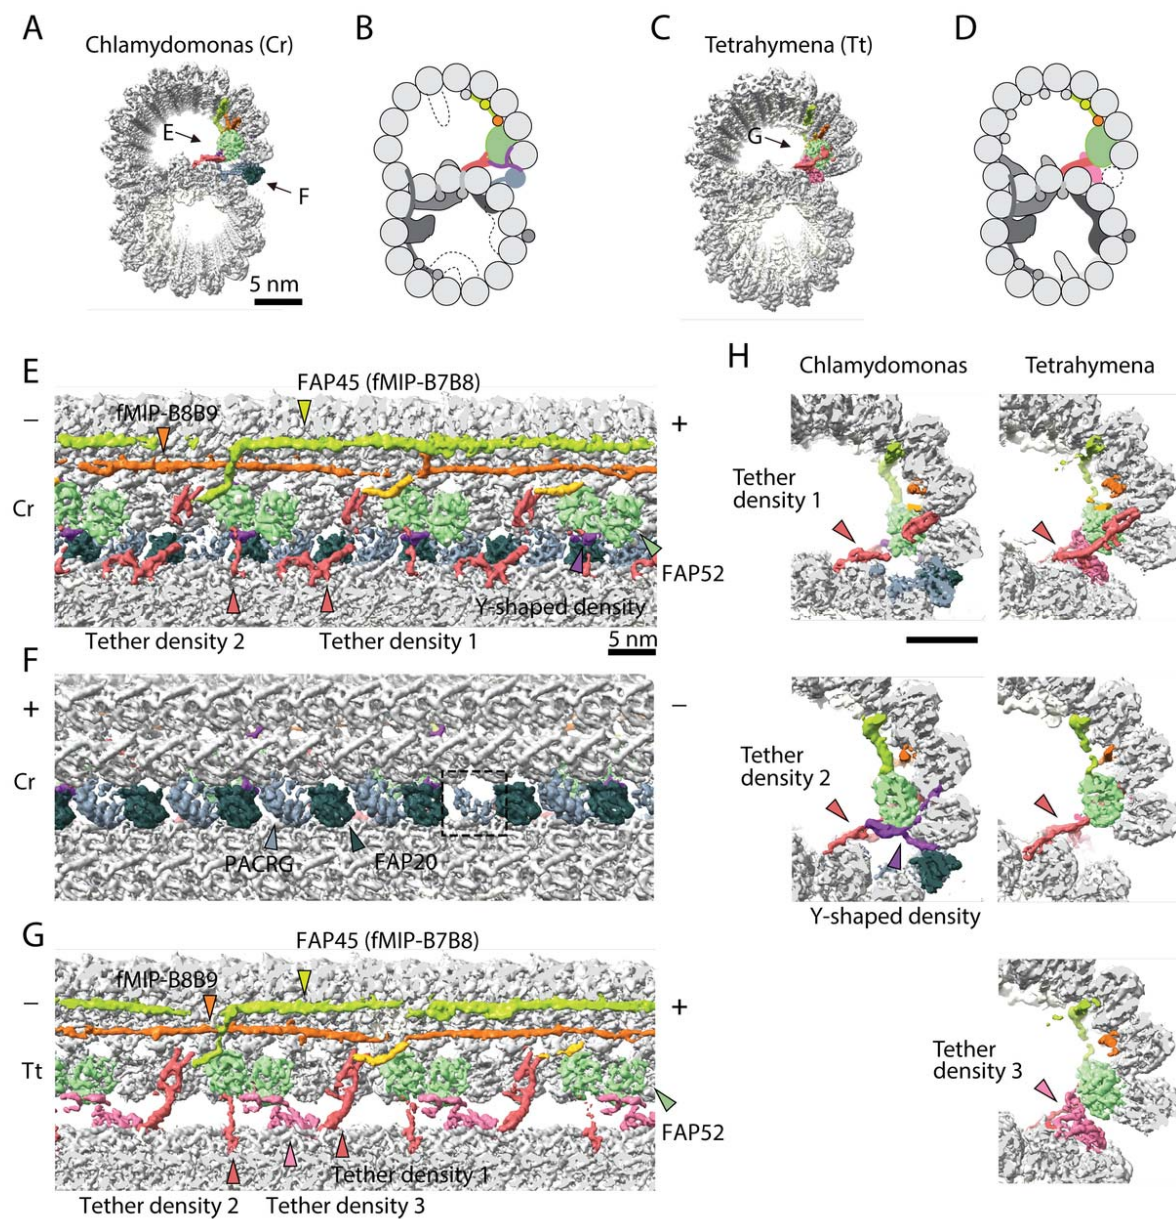 A
Chlamydomonas (Cr)
E
F
5 nm
B
C
Tetrahymena (Tt)
G
D
E
FAP45 (fMIP-B7B8)
fMIP-B8B9
–
+
Cr
FAP52
Y-shaped density
Tether density 2
Tether density 1
5 nm
F
+
–
Cr
PACRG
FAP20
G
FAP45 (fMIP-B7B8)
fMIP-B8B9
–
+
Tt
FAP52
Tether density 1
Tether density 2
Tether density 3
H
Chlamydomonas
Tetrahymena
Tether
density 1
Tether
density 2
Y-shaped density
Tether
density 3